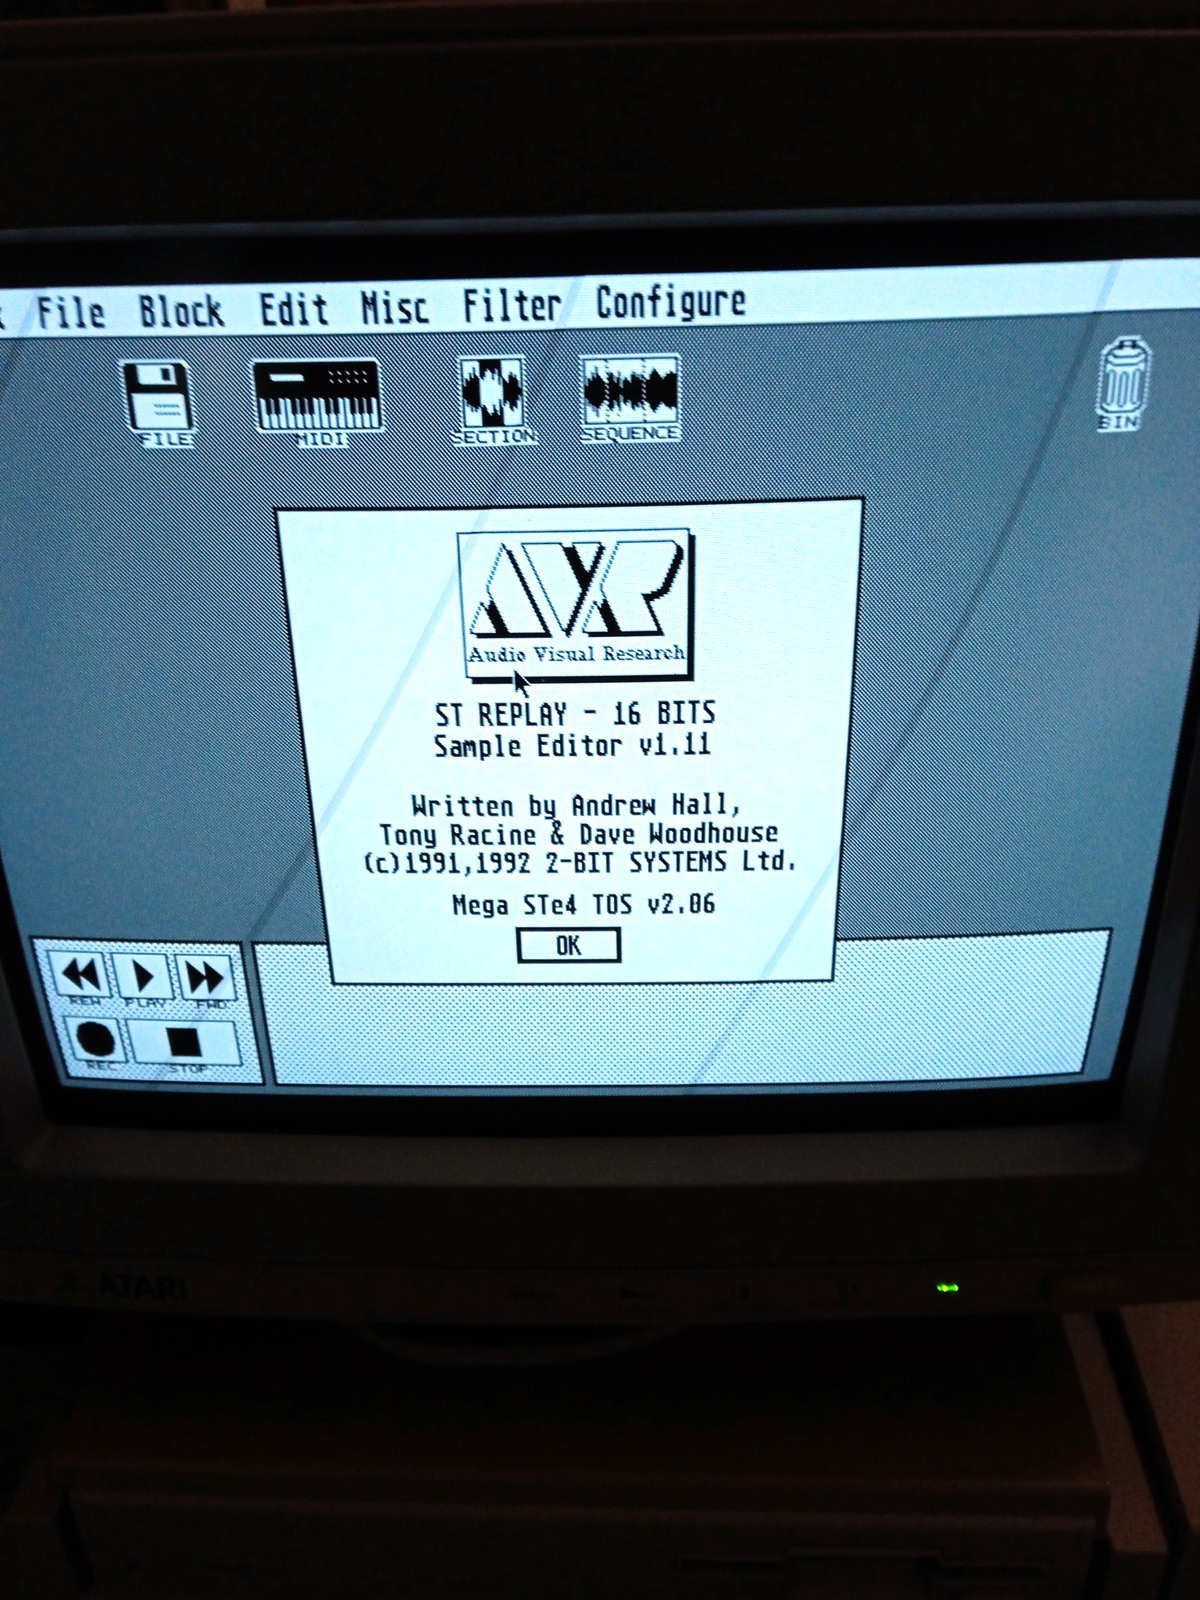 File Block Edit Misc Filter Configure
FILE MIDI SECTION SEQUENCE BIN
AVR
Audio Visual Research
ST REPLAY - 16 BITS
Sample Editor v1.11
Written by Andrew Hall,
Tony Racine & Dave Woodhouse
(c)1991,1992 2-BIT SYSTEMS Ltd.
Mega STe4 TOS v2.06
OK
REW PLAY FWD
REC STOP
ATARI